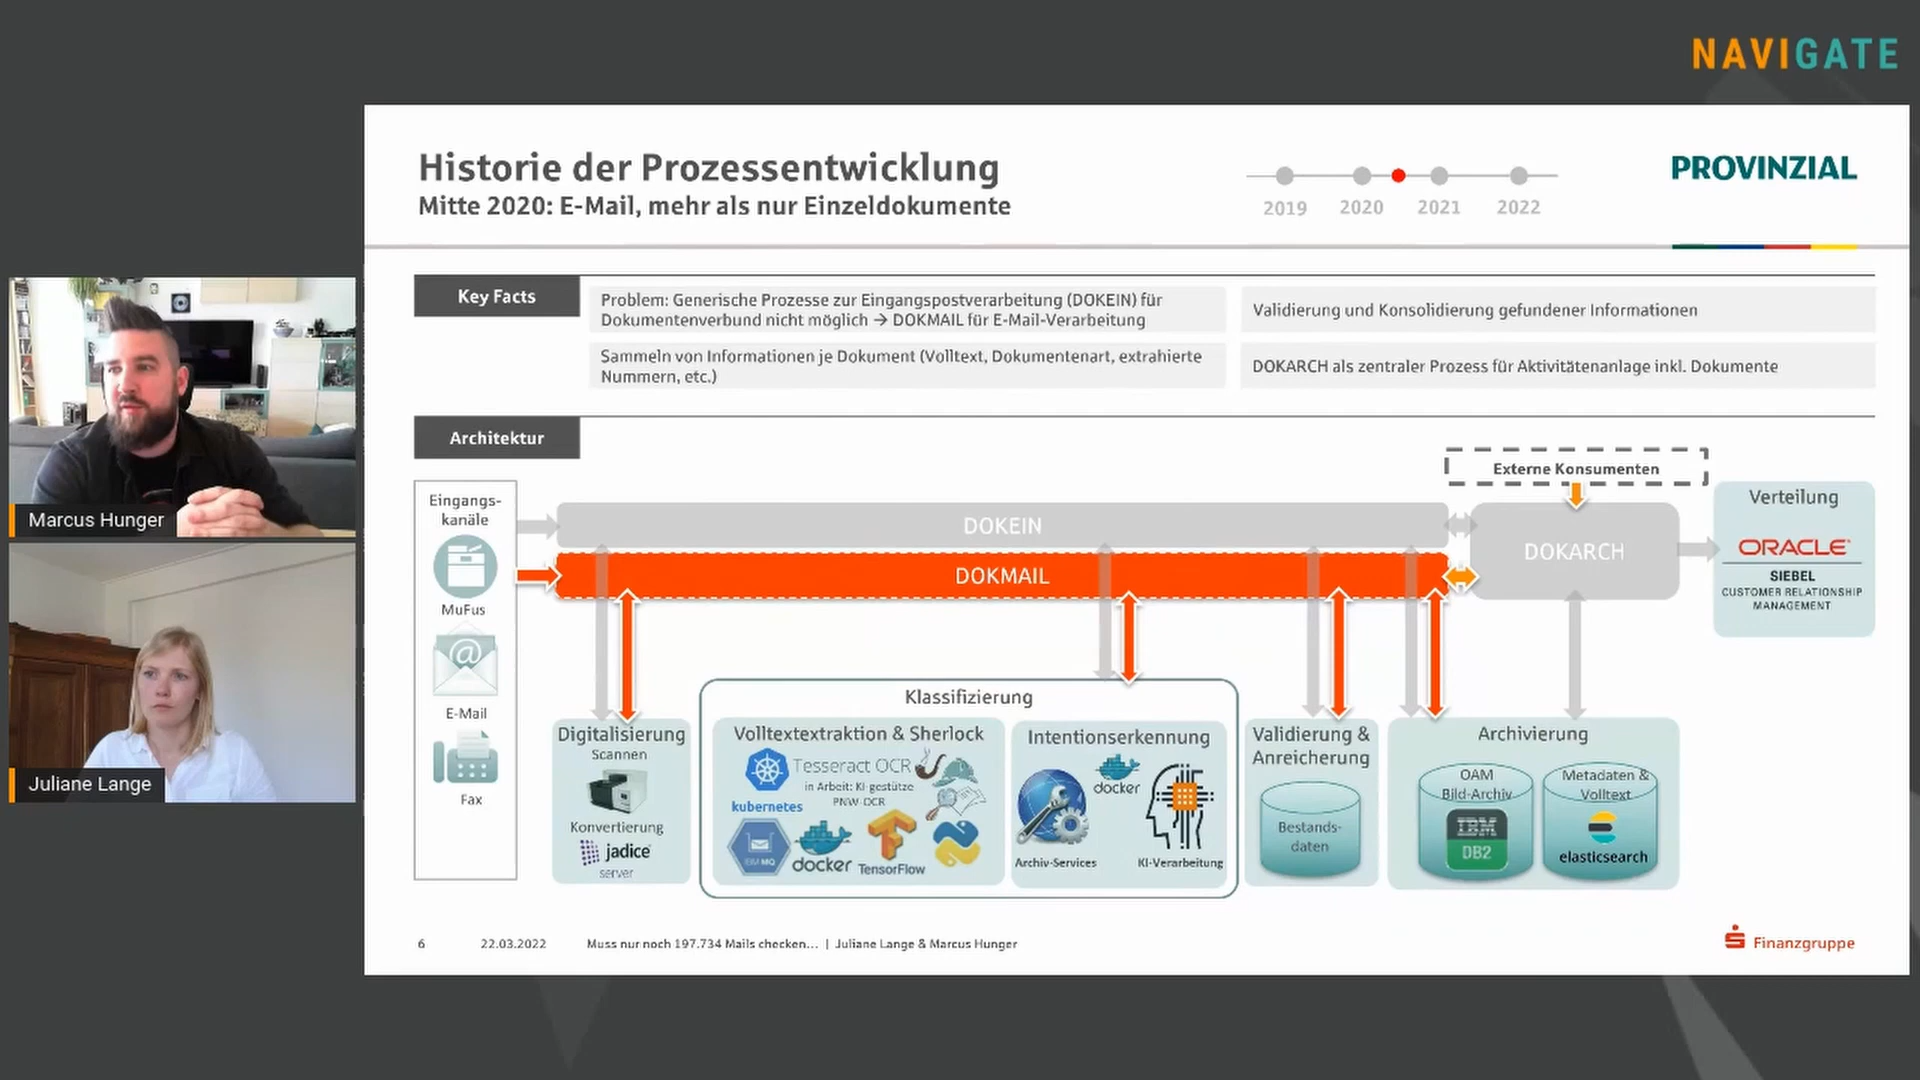 NAVIGATE
Historie der Prozessentwicklung
Mitte 2020: E-Mail, mehr als nur Einzeldokumente
2019 2020 2021 2022
PROVINZIAL
Key Facts
Problem: Generische Prozesse zur Eingangspostverarbeitung (DOKEIN) für
Dokumentenverbund nicht möglich → DOKMAIL für E-Mail-Verarbeitung
Validierung und Konsolidierung gefundener Informationen
Sammeln von Informationen je Dokument (Volltext, Dokumentenart, extrahierte
Nummern, etc.)
DOKARCH als zentraler Prozess für Aktivitätenanlage inkl. Dokumente
Architektur
Externe Konsumenten
Eingangs-
kanäle
MuFus
@
E-Mail
Fax
DOKEIN
DOKMAIL
DOKARCH
Verteilung
ORACLE
SIEBEL
CUSTOMER RELATIONSHIP
MANAGEMENT
Digitalisierung
Scannen
Konvertierung
jadice
server
Klassifizierung
Volltextextraktion & Sherlock
kubernetes
Tesseract OCR
in Arbeit: KI-gestütze
PNW-OCR
IBM MQ
docker
TensorFlow
Intentionserkennung
docker
Archiv-Services
KI-Verarbeitung
Validierung &
Anreicherung
Bestands-
daten
Archivierung
OAM
Bild-Archiv
IBM
DB2
Metadaten &
Volltext
elasticsearch
6
22.03.2022
Muss nur noch 197.734 Mails checken... | Juliane Lange & Marcus Hunger
Finanzgruppe
Marcus Hunger
Juliane Lange